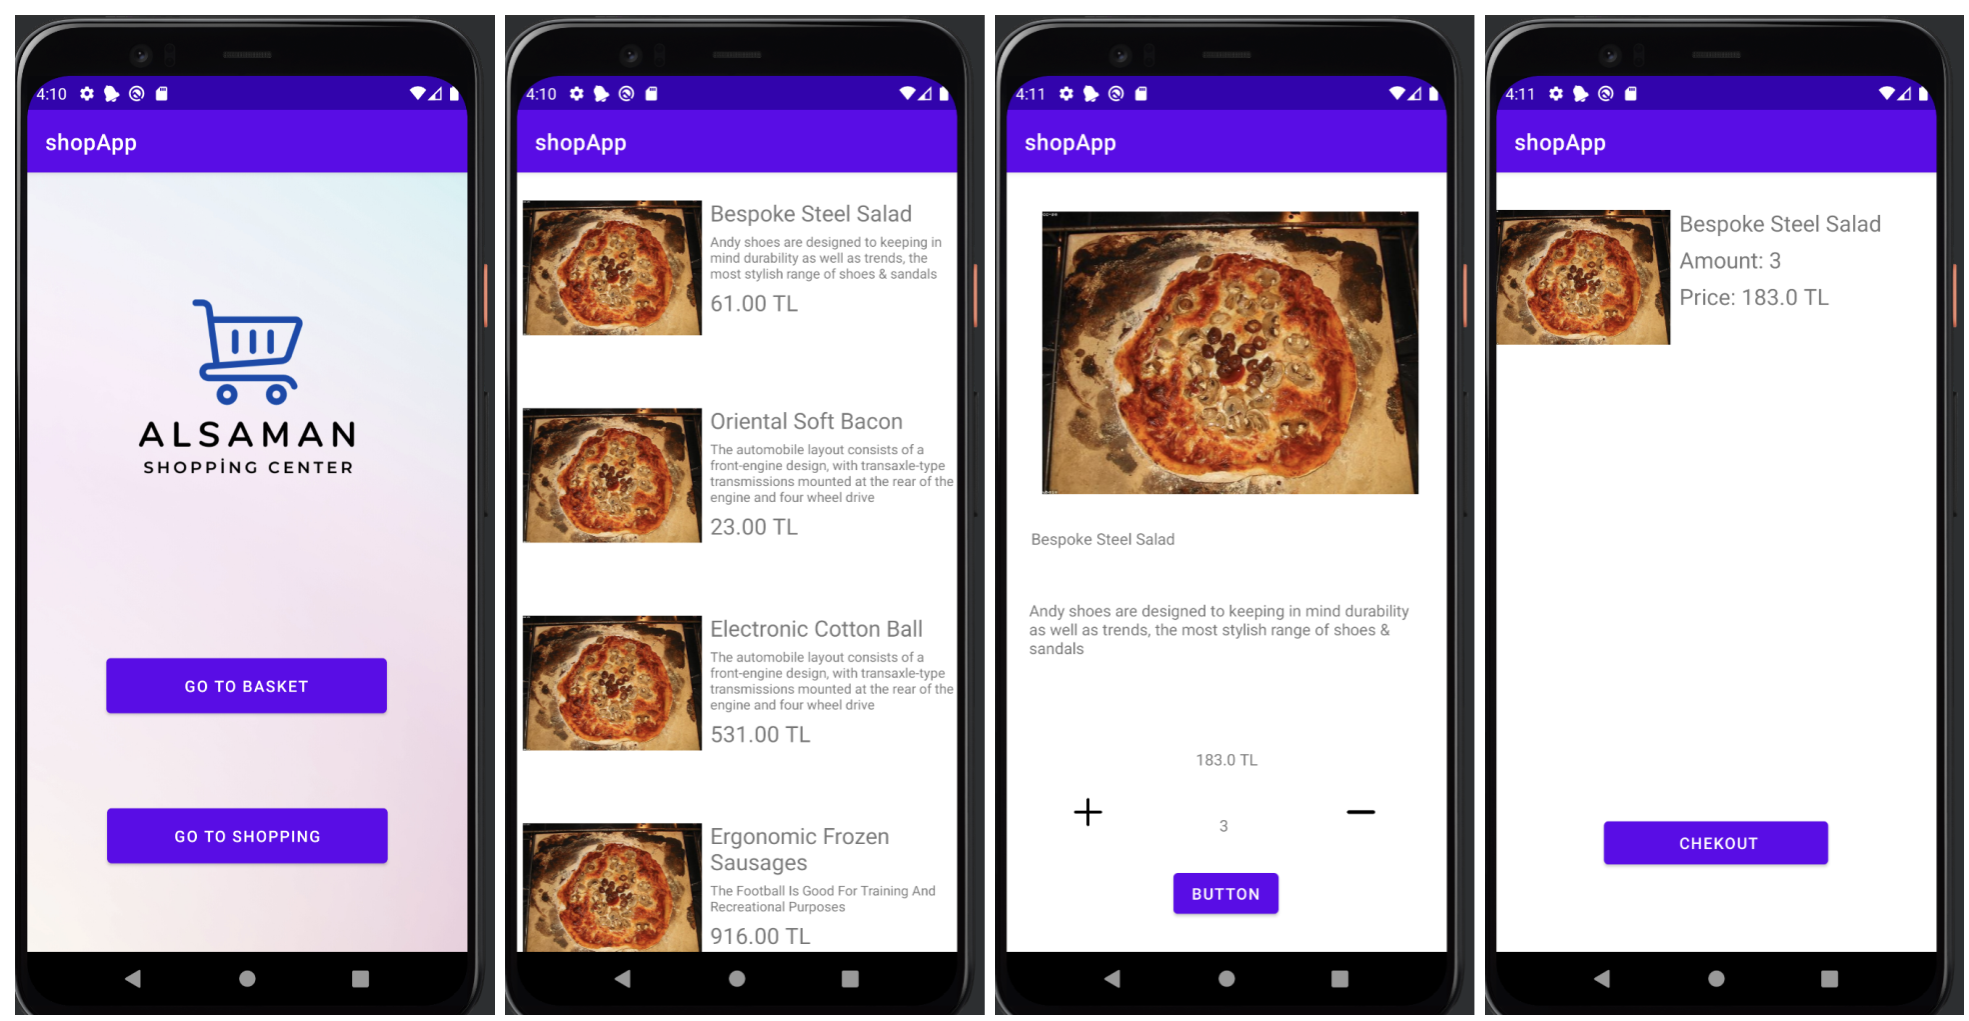 4:10
shopApp
ALSAMAN
SHOPPİNG CENTER
GO TO BASKET
GO TO SHOPPING
4:10
shopApp
Bespoke Steel Salad
Andy shoes are designed to keeping in
mind durability as well as trends, the
most stylish range of shoes & sandals
61.00 TL
Oriental Soft Bacon
The automobile layout consists of a
front-engine design, with transaxle-type
transmissions mounted at the rear of the
engine and four wheel drive
23.00 TL
Electronic Cotton Ball
The automobile layout consists of a
front-engine design, with transaxle-type
transmissions mounted at the rear of the
engine and four wheel drive
531.00 TL
Ergonomic Frozen
Sausages
The Football Is Good For Training And
Recreational Purposes
916.00 TL
4:11
shopApp
Bespoke Steel Salad
Andy shoes are designed to keeping in mind durability
as well as trends, the most stylish range of shoes &
sandals
183.0 TL
3
BUTTON
4:11
shopApp
Bespoke Steel Salad
Amount: 3
Price: 183.0 TL
CHEKOUT